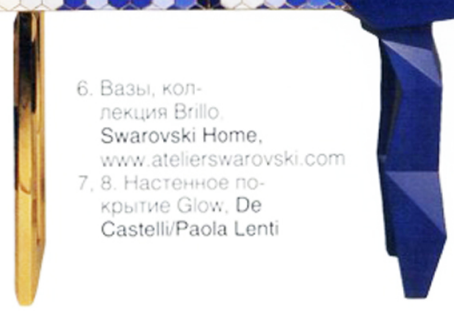 6. Вазы, кол-
лекция Brillo.
Swarovski Home,
www.atelierswarovski.com
7, 8. Настенное по-
крытие Glow, De
Castelli/Paola Lenti